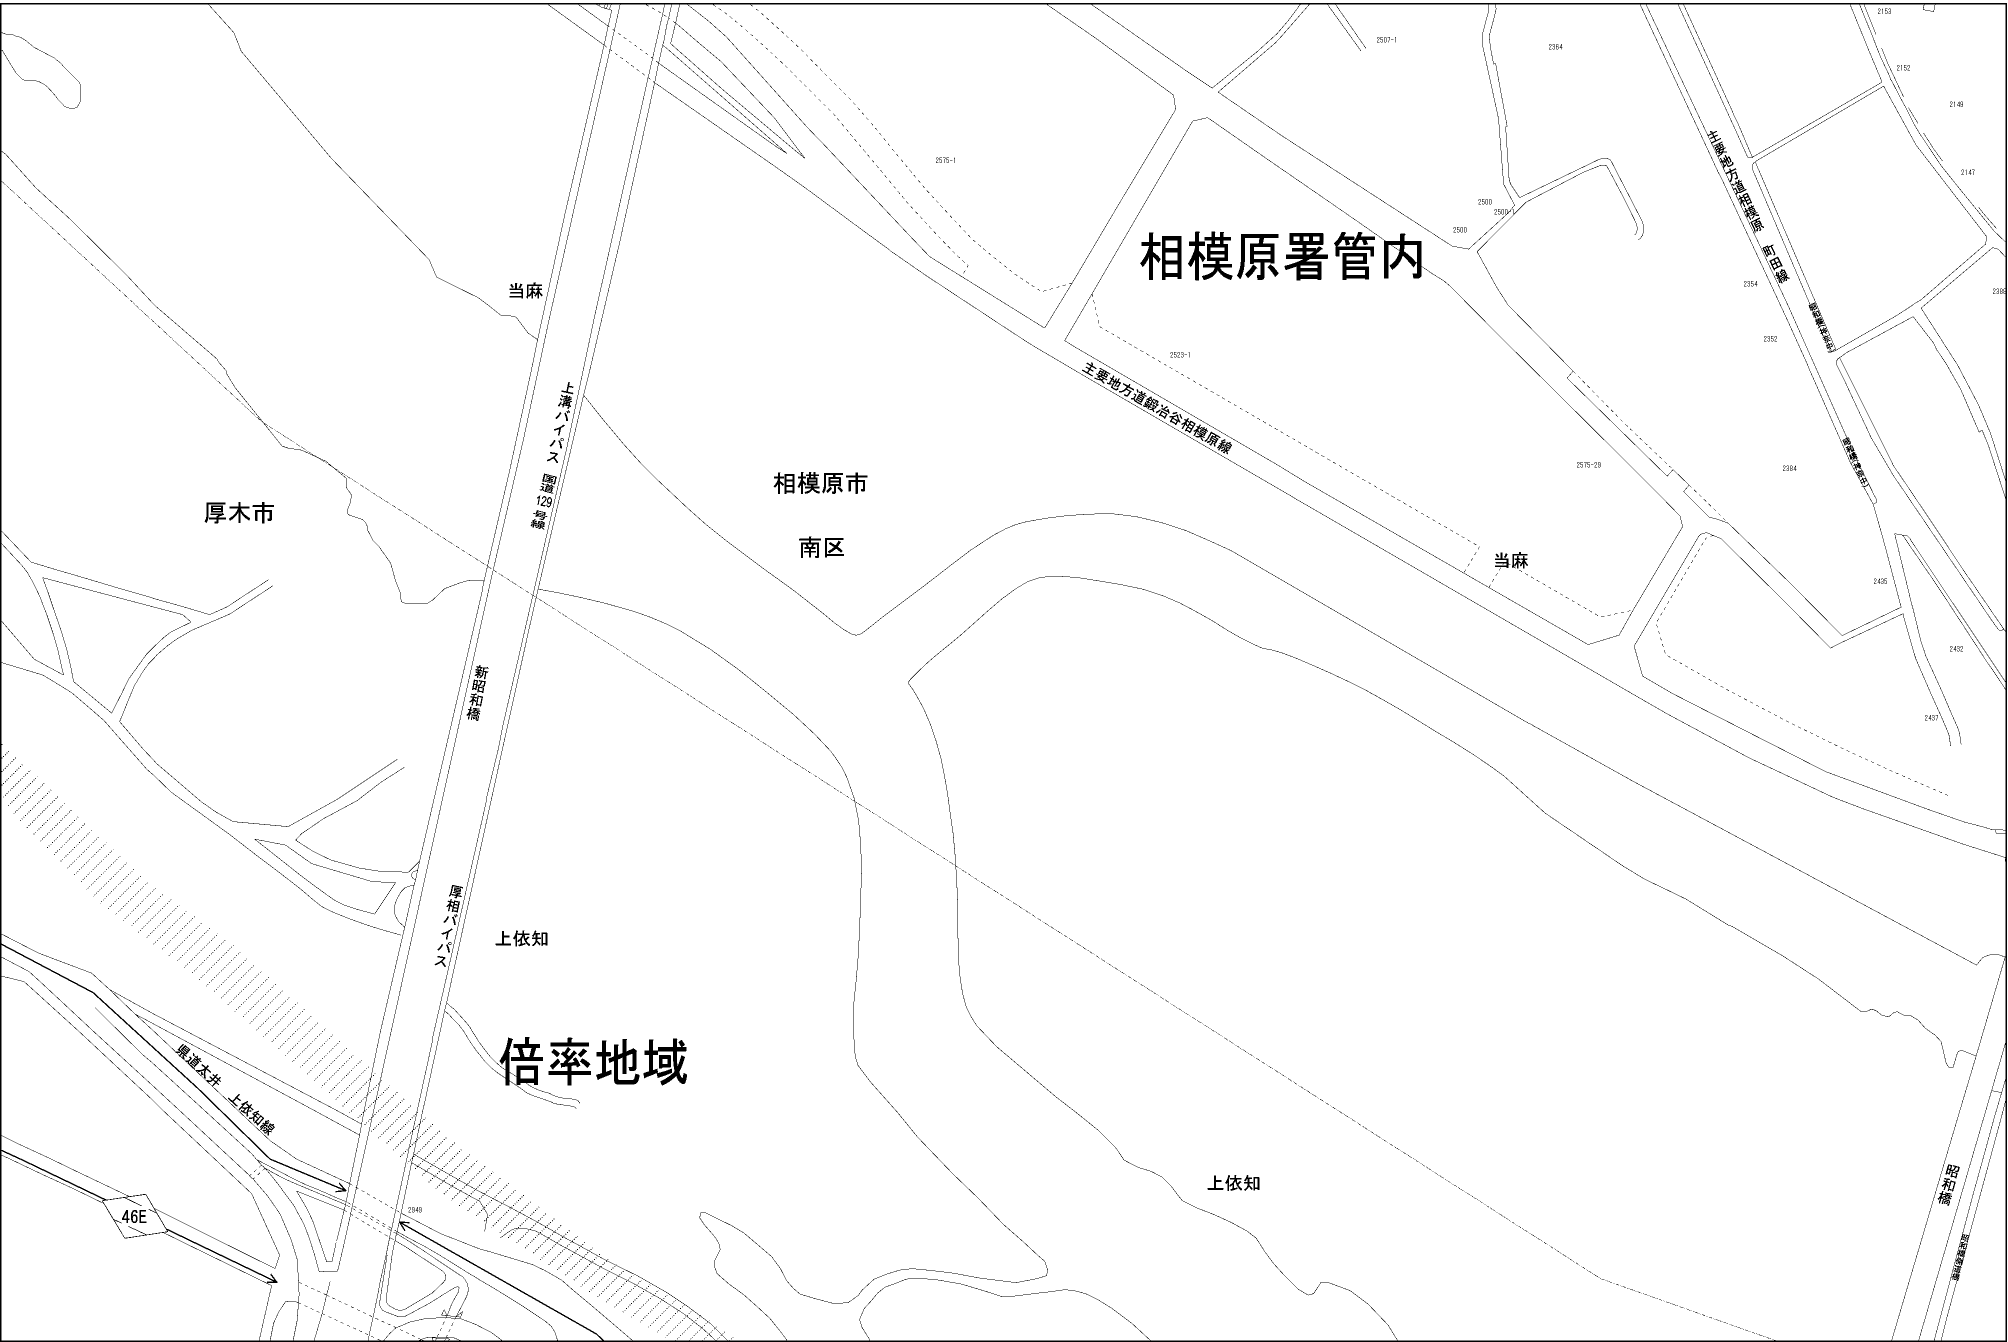 2153
2507-1
2364
2152
2149
2575-1
主要地方道相模原 町田線
2147
2500
2500-1
2500
相模原署管内
当麻
2354
2388
2352
2523-1
主要地方道鍛冶谷相模原線
上溝バイパス 国道129号線
相模原市
南区
厚木市
2575-29
2384
当麻
2435
新昭和橋
2432
2437
厚相バイパス
上依知
倍率地域
県道太井 上依知線
上依知
昭和橋
46E
2949